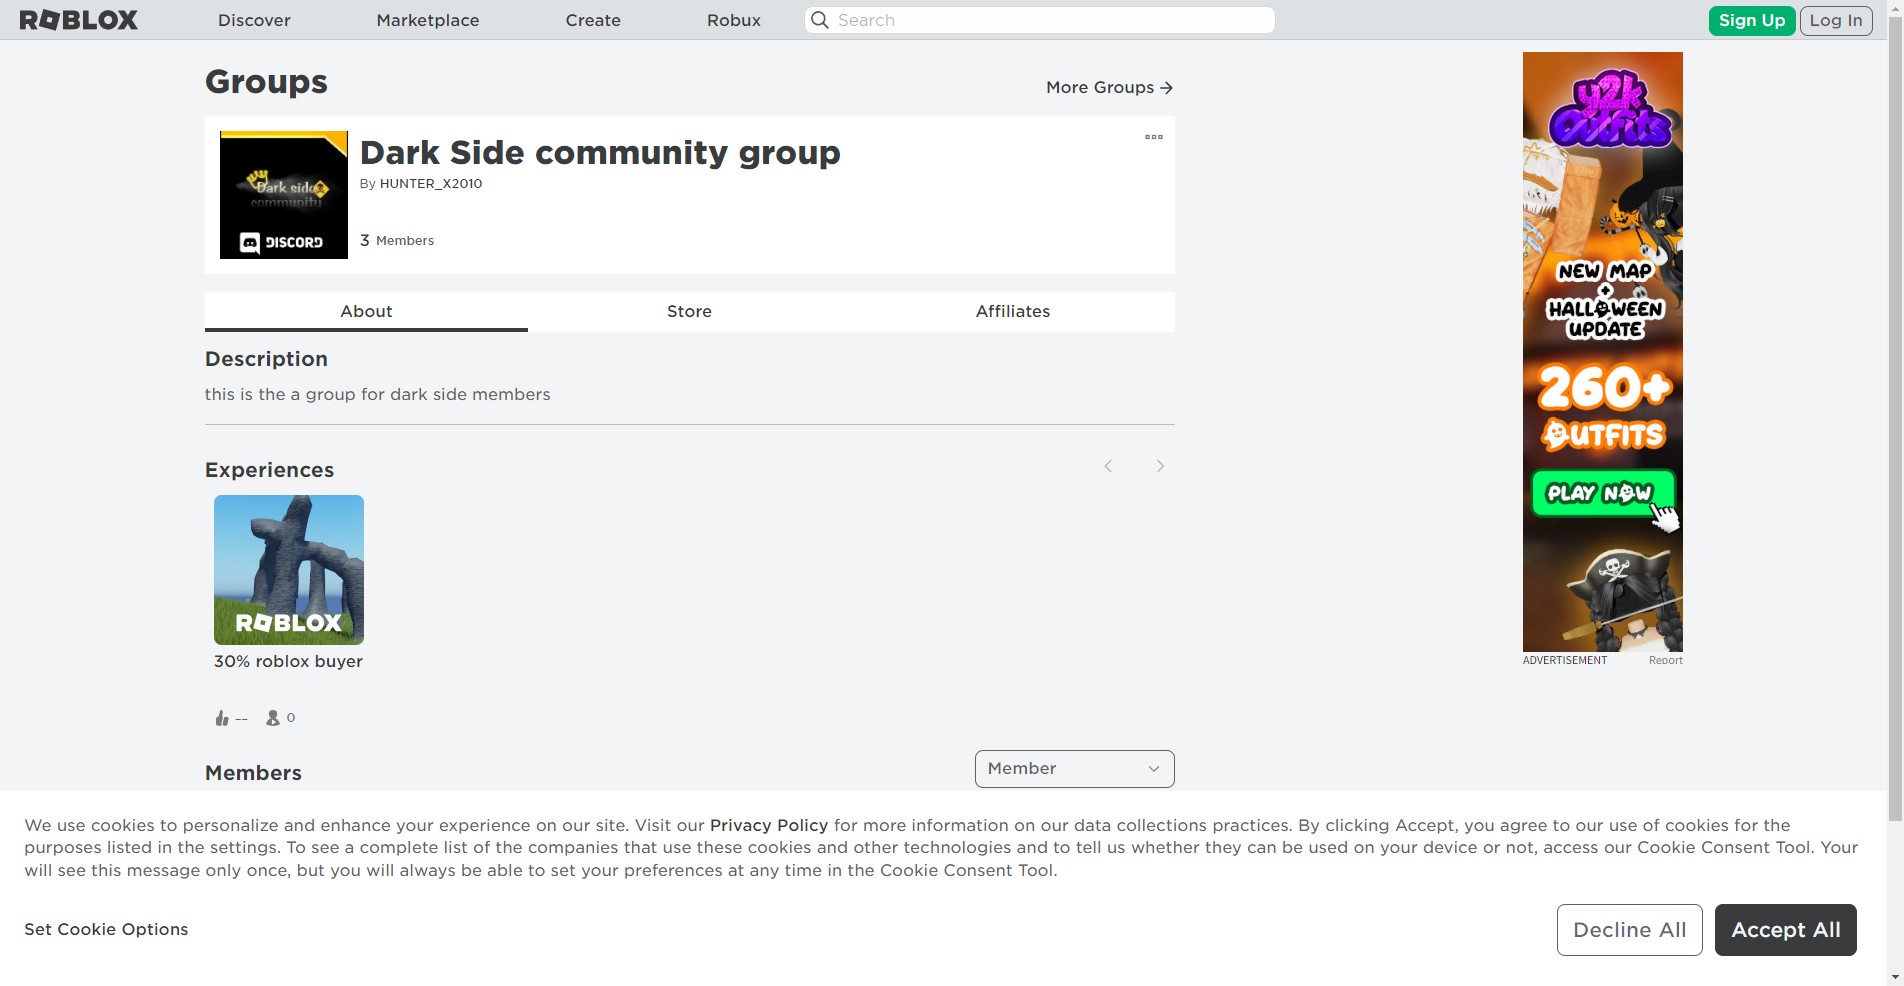 ROBLOX
Discover
Marketplace
Create
Robux
Search
Sign Up
Log In
Groups
More Groups →
Dark side
community
DISCORD
Dark Side community group
By HUNTER_X2010
3 Members
About
Store
Affiliates
Description
this is the a group for dark side members
Experiences
ROBLOX
30% roblox buyer
--
0
Members
Member
y2k
Outfits
NEW MAP
+
HALLOWEEN
UPDATE
260+
OUTFITS
PLAY NOW
ADVERTISEMENT
Report
We use cookies to personalize and enhance your experience on our site. Visit our Privacy Policy for more information on our data collections practices. By clicking Accept, you agree to our use of cookies for the
purposes listed in the settings. To see a complete list of the companies that use these cookies and other technologies and to tell us whether they can be used on your device or not, access our Cookie Consent Tool. Your
will see this message only once, but you will always be able to set your preferences at any time in the Cookie Consent Tool.
Set Cookie Options
Decline All
Accept All